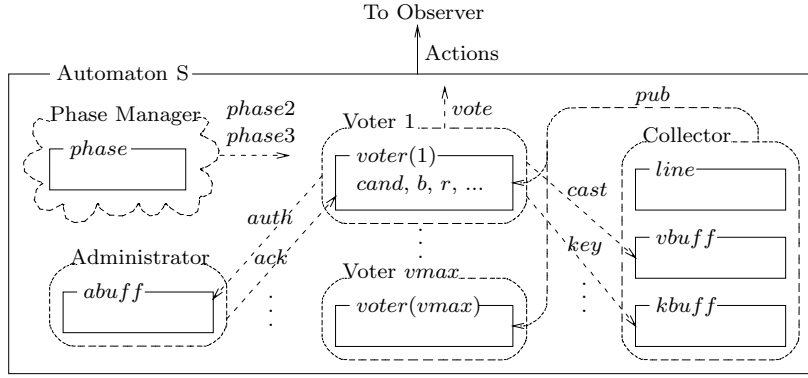 To Observer
Actions
Automaton S
Phase Manager
phase
phase2
phase3
vote
Voter 1
voter(1)
cand, b, r, ...
pub
Collector
line
cast
vbuff
key
kbuff
auth
ack
Administrator
abuff
Voter vmax
voter(vmax)